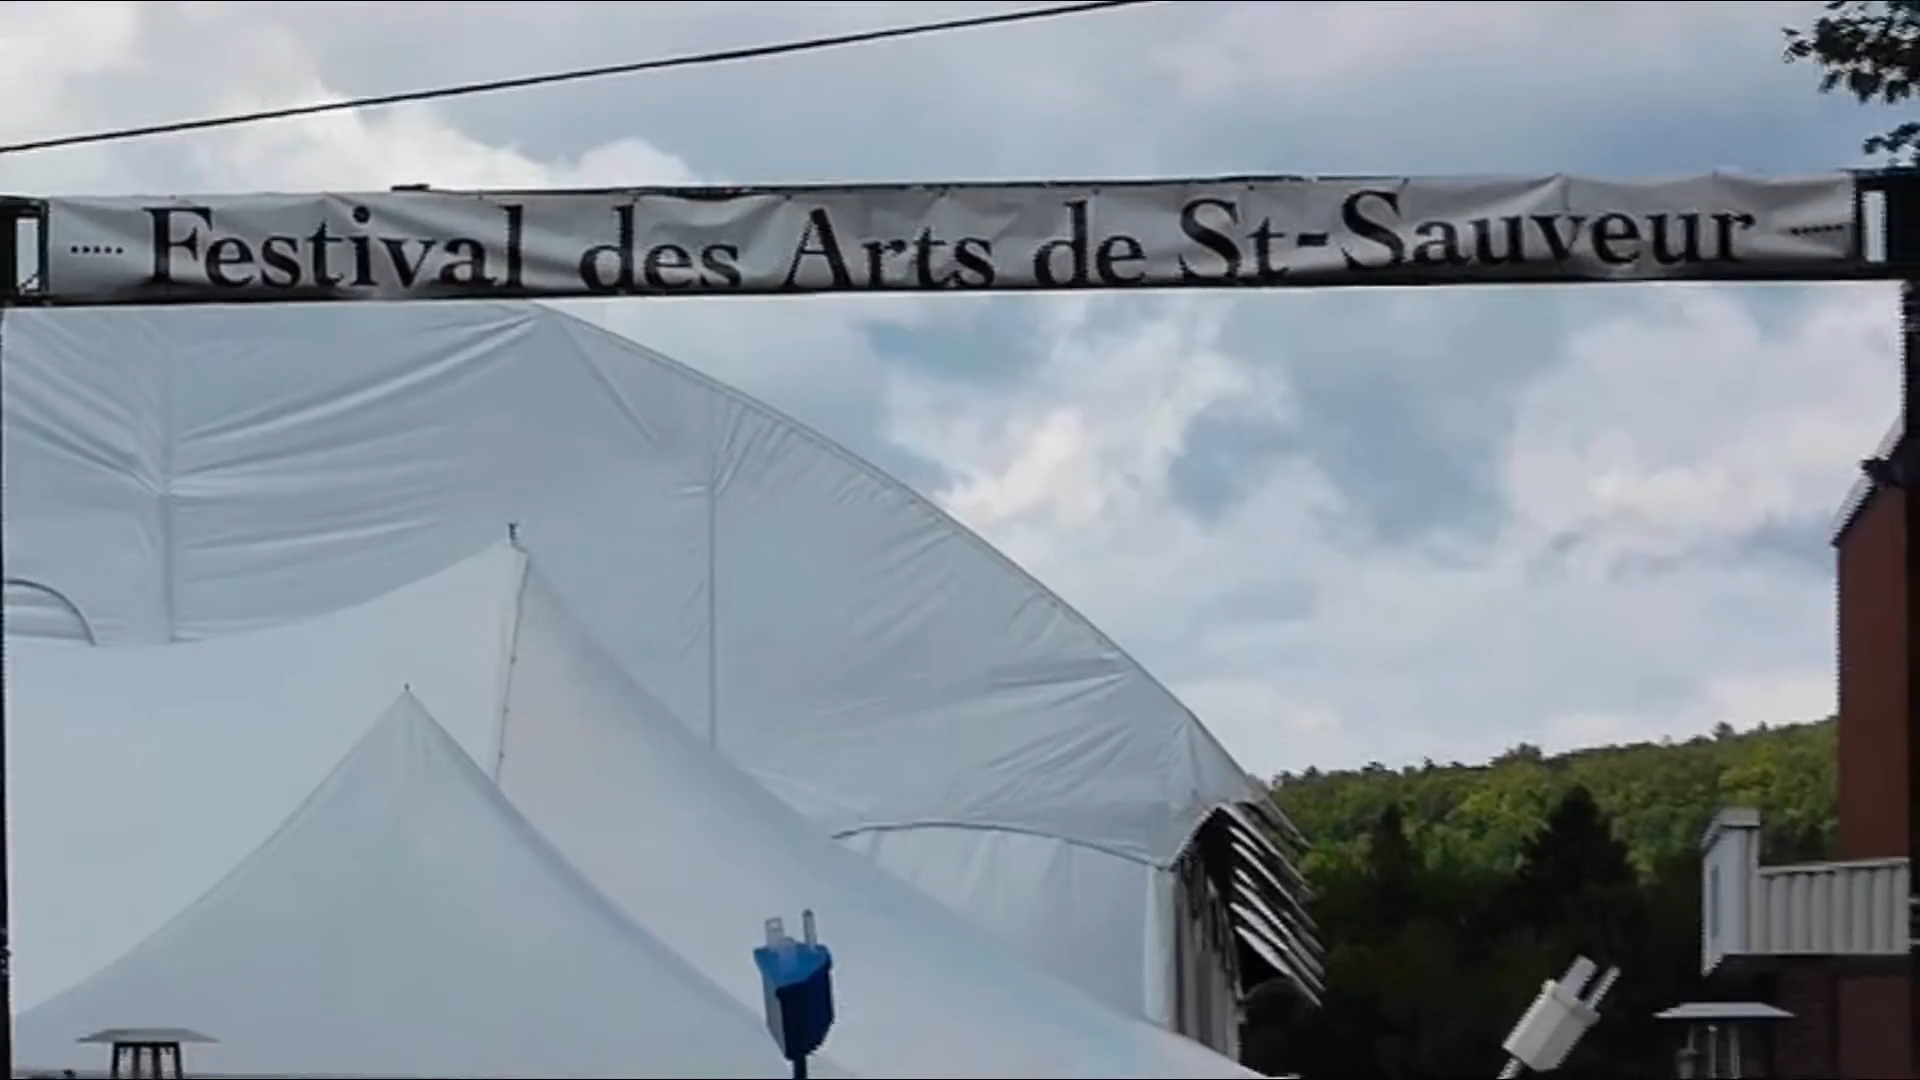 ..... Festival des Arts de St-Sauveur .....